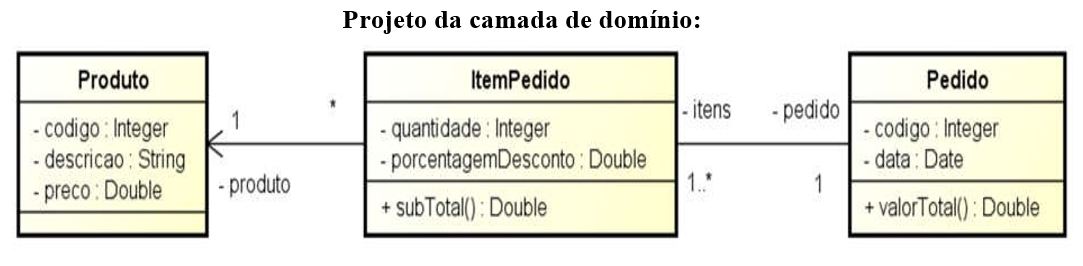 Projeto da camada de domínio:
Produto
- codigo : Integer
- descricao : String
- preco : Double
1
*
- produto
ItemPedido
- quantidade : Integer
- porcentagemDesconto : Double
+ subTotal() : Double
- itens
- pedido
1..*
1
Pedido
- codigo : Integer
- data : Date
+ valorTotal() : Double